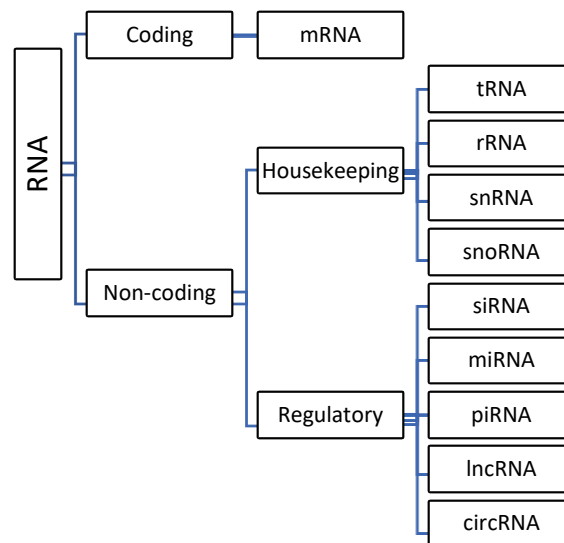 RNA
Coding
mRNA
Non-coding
Housekeeping
tRNA
rRNA
snRNA
snoRNA
Regulatory
siRNA
miRNA
piRNA
lncRNA
circRNA